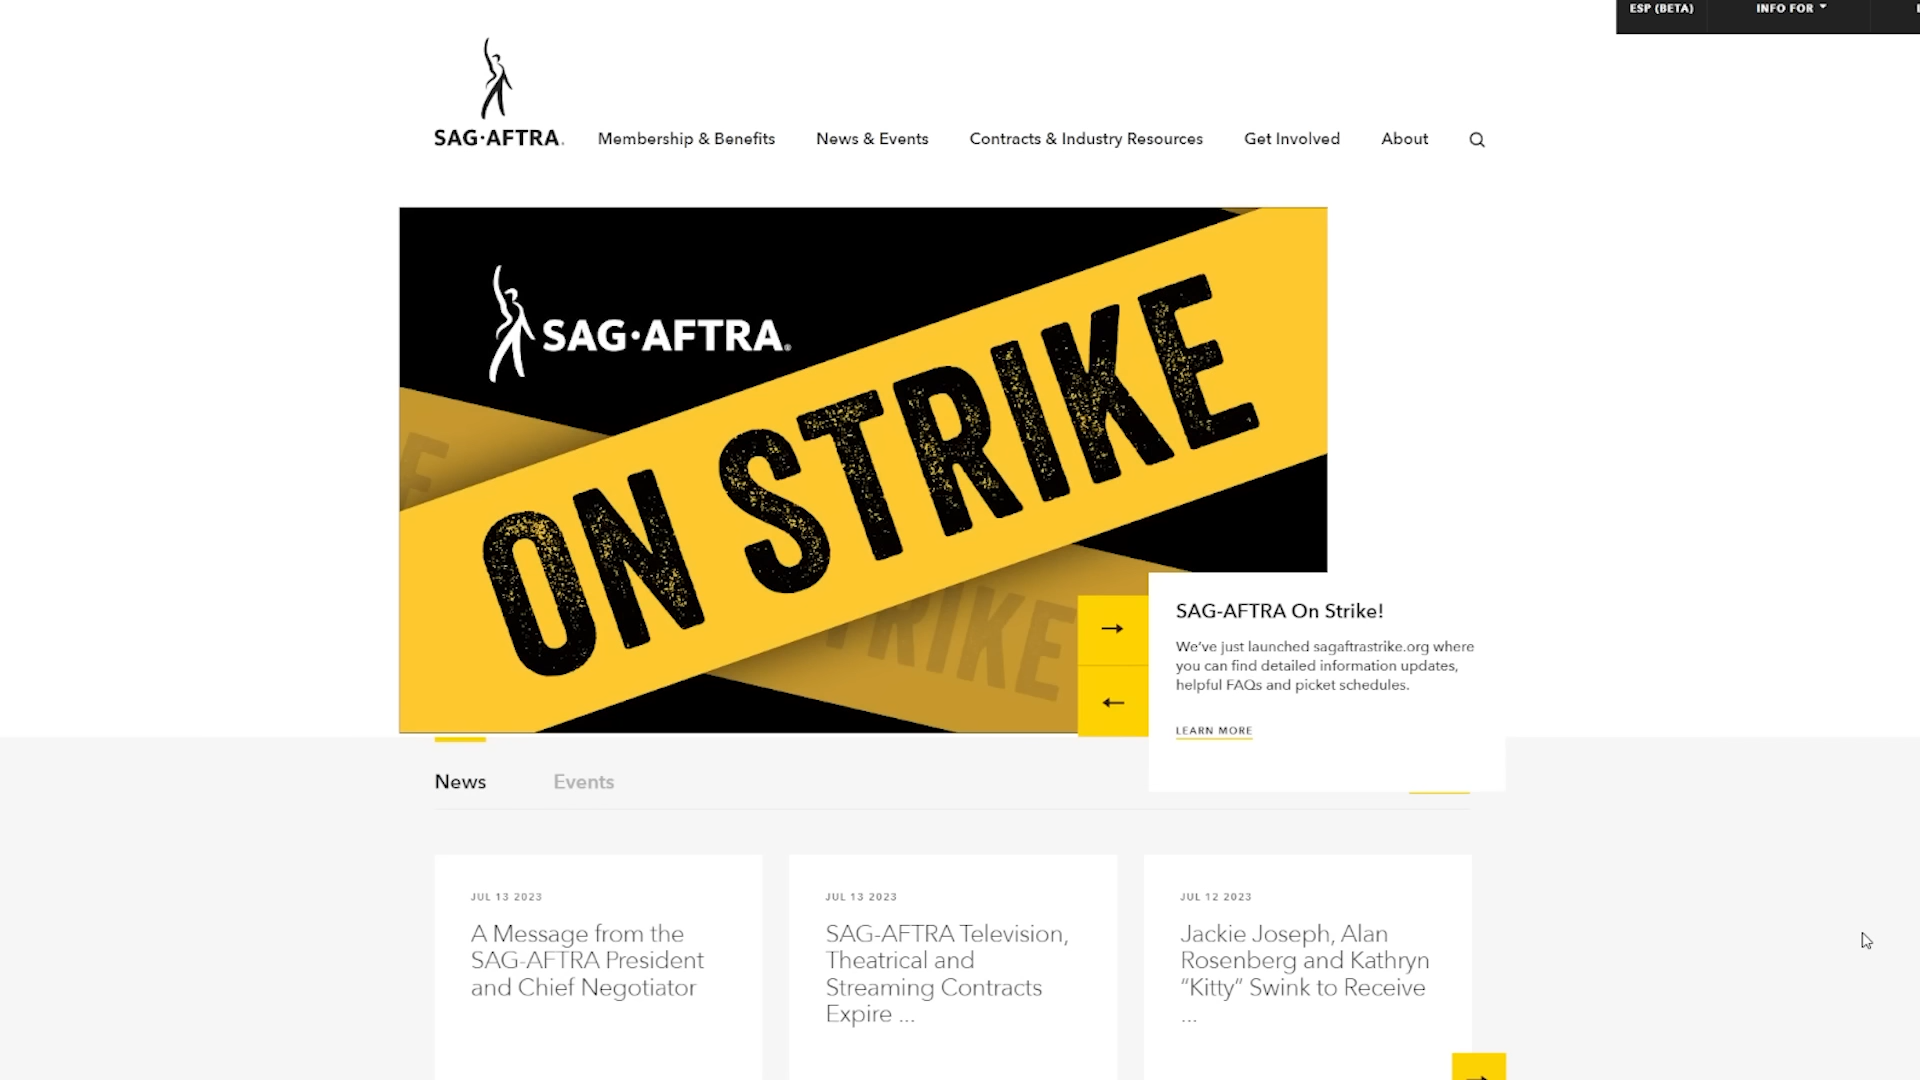 ESP (BETA)
INFO FOR
SAG·AFTRA.
Membership & Benefits
News & Events
Contracts & Industry Resources
Get Involved
About
SAG·AFTRA®
ON STRIKE
E
TRIKE
SAG-AFTRA On Strike!
We've just launched sagaftrastrike.org where
you can find detailed information updates,
helpful FAQs and picket schedules.
LEARN MORE
News
Events
JUL 13 2023
A Message from the
SAG-AFTRA President
and Chief Negotiator
JUL 13 2023
SAG-AFTRA Television,
Theatrical and
Streaming Contracts
Expire ...
JUL 12 2023
Jackie Joseph, Alan
Rosenberg and Kathryn
“Kitty” Swink to Receive
...